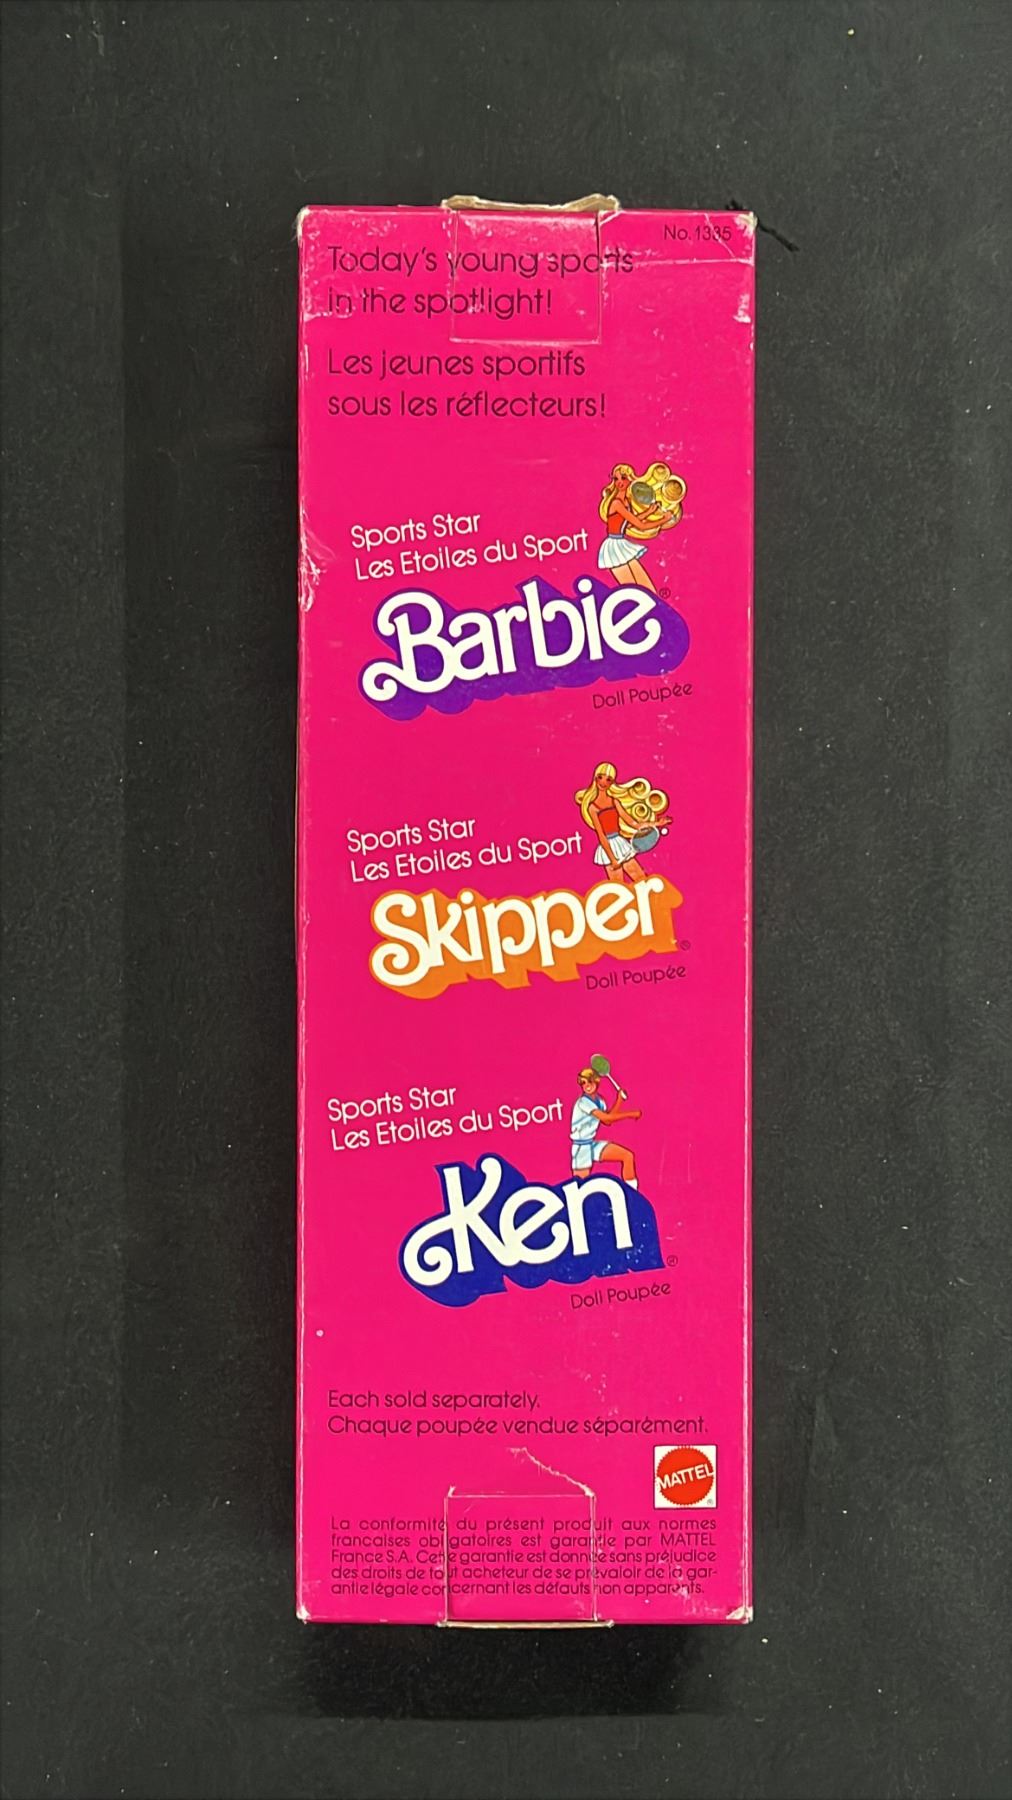 No. 1335
Today's young sports
in the spotlight!
Les jeunes sportifs
sous les réflecteurs!
Sports Star
Les Etoiles du Sport
Barbie®
Doll Poupée
Sports Star
Les Etoiles du Sport
Skipper®
Doll Poupée
Sports Star
Les Etoiles du Sport
Ken®
Doll Poupée
Each sold separately.
Chaque poupée vendue séparément.
MATTEL®
La conformité du présent produit aux normes
francaises obligatoires est garantie par MATTEL
France S.A. Cette garantie est donnée sans préjudice
des droits de tout acheteur de se prévaloir de la gar-
antie légale concernant les défauts non apparents.